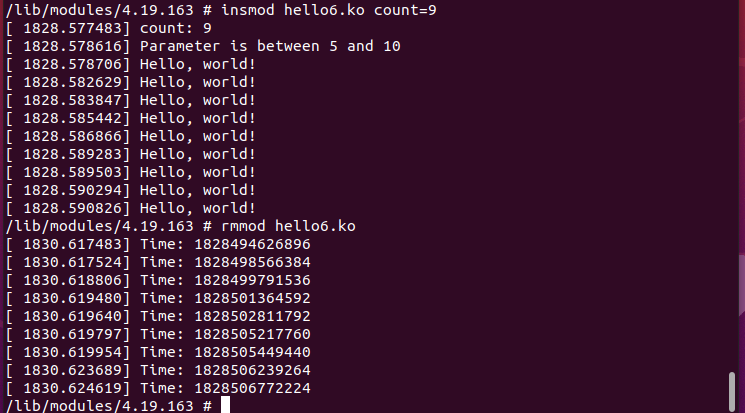 /lib/modules/4.19.163 # insmod hello6.ko count=9
[ 1828.577483] count: 9
[ 1828.578616] Parameter is between 5 and 10
[ 1828.578706] Hello, world!
[ 1828.582629] Hello, world!
[ 1828.583847] Hello, world!
[ 1828.585442] Hello, world!
[ 1828.586866] Hello, world!
[ 1828.589283] Hello, world!
[ 1828.589503] Hello, world!
[ 1828.590294] Hello, world!
[ 1828.590826] Hello, world!
/lib/modules/4.19.163 # rmmod hello6.ko
[ 1830.617483] Time: 1828494626896
[ 1830.617524] Time: 1828498566384
[ 1830.618806] Time: 1828499791536
[ 1830.619480] Time: 1828501364592
[ 1830.619640] Time: 1828502811792
[ 1830.619797] Time: 1828505217760
[ 1830.619954] Time: 1828505449440
[ 1830.623689] Time: 1828506239264
[ 1830.624619] Time: 1828506772224
/lib/modules/4.19.163 #